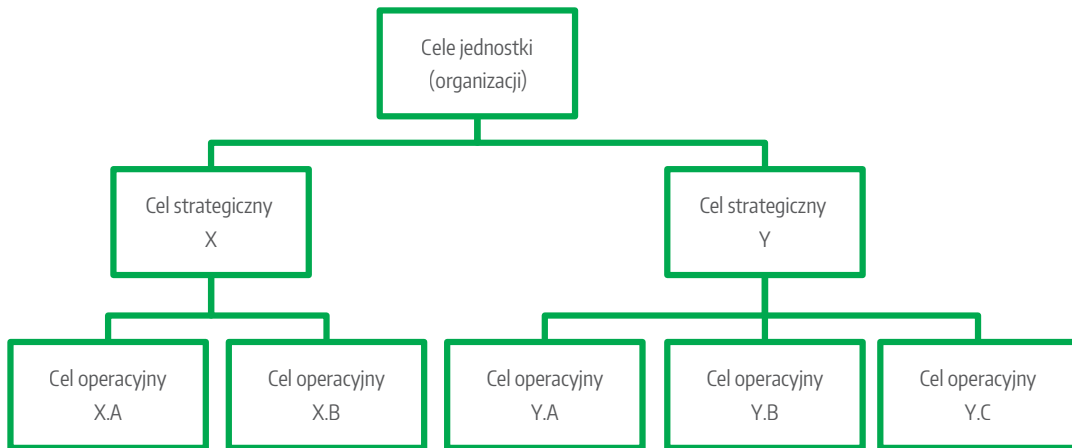 Cele jednostki
(organizacji)
Cel strategiczny
X
Cel strategiczny
Y
Cel operacyjny
X.A
Cel operacyjny
X.B
Cel operacyjny
Y.A
Cel operacyjny
Y.B
Cel operacyjny
Y.C